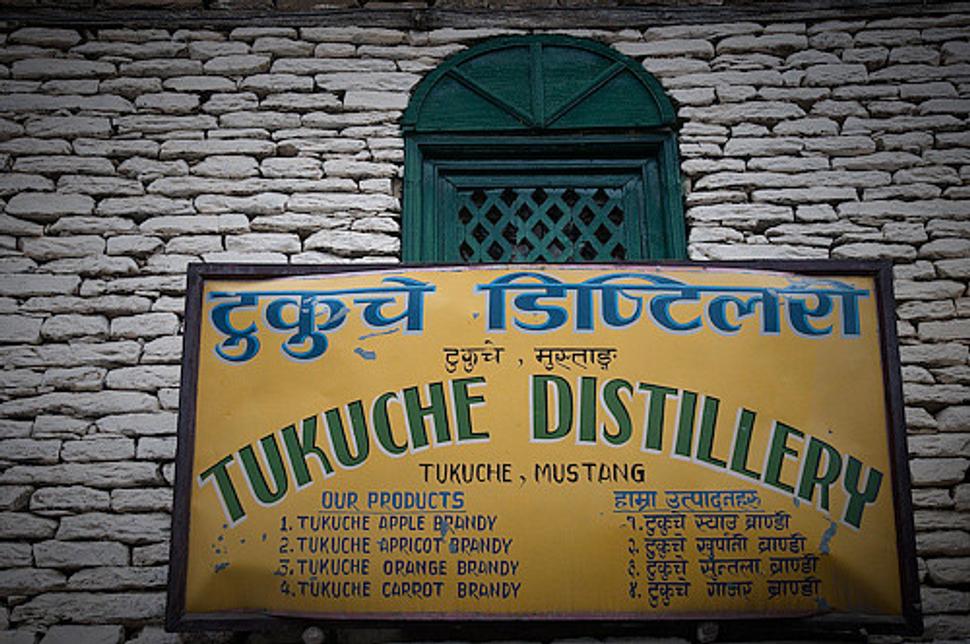 टुकुचे डिष्टिलरी
टुकुचे , मुस्ताङ्ग
TUKUCHE DISTILLERY
TUKUCHE, MUSTANG
OUR PRODUCTS
1. TUKUCHE APPLE BRANDY
2. TUKUCHE APRICOT BRANDY
3. TUKUCHE ORANGE BRANDY
4. TUKUCHE CARROT BRANDY
हाम्रा उत्पादनहरू
१. टुकुचे स्याउ ब्राण्डी
२. टुकुचे खुर्पानी ब्राण्डी
३. टुकुचे सुन्तला ब्राण्डी
४. टुकुचे गाजर ब्राण्डी